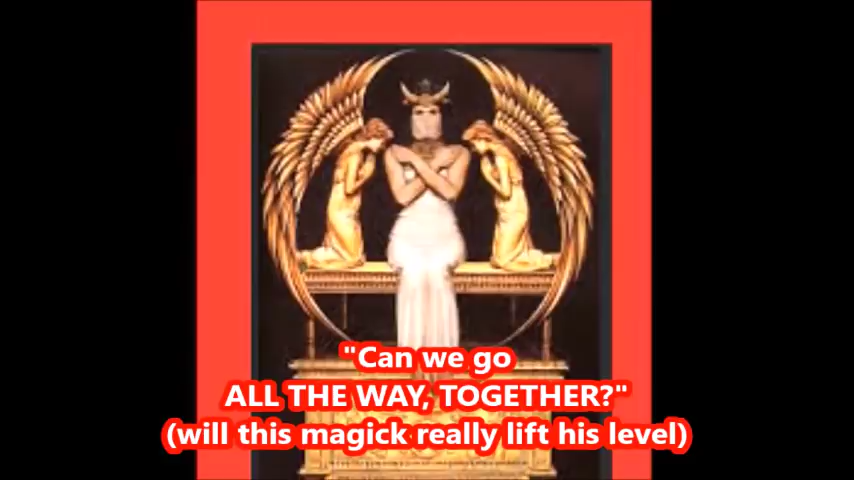 "Can we go
ALL THE WAY, TOGETHER?"
(will this magick really lift his level)